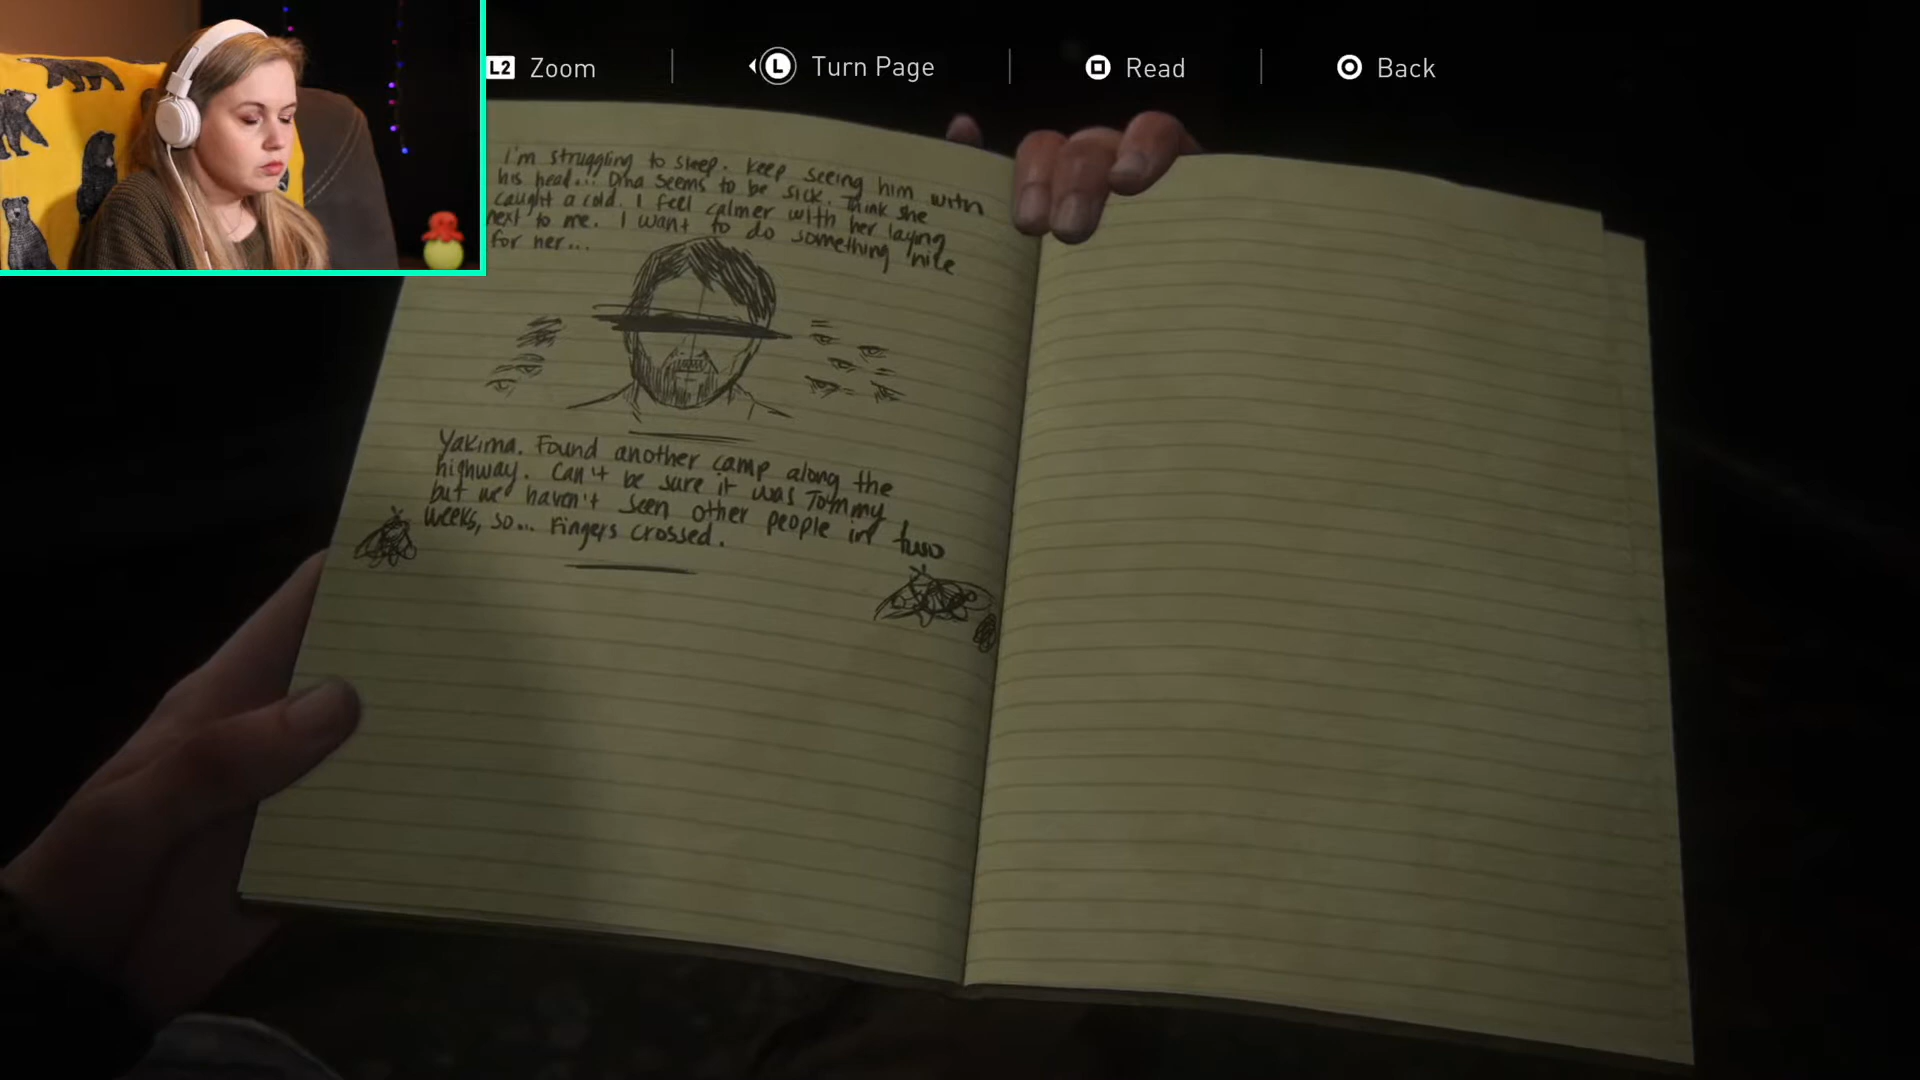 L2 Zoom
L Turn Page
Read
Back
I'm struggling to sleep. Keep seeing him with
his head... Dina seems to be sick. Think she
caught a cold. I feel calmer with her laying
next to me. I want to do something nice
for her...
Yakima. Found another camp along the
highway. Can't be sure it was Tommy
but we haven't seen other people in two
weeks, so... Fingers crossed.